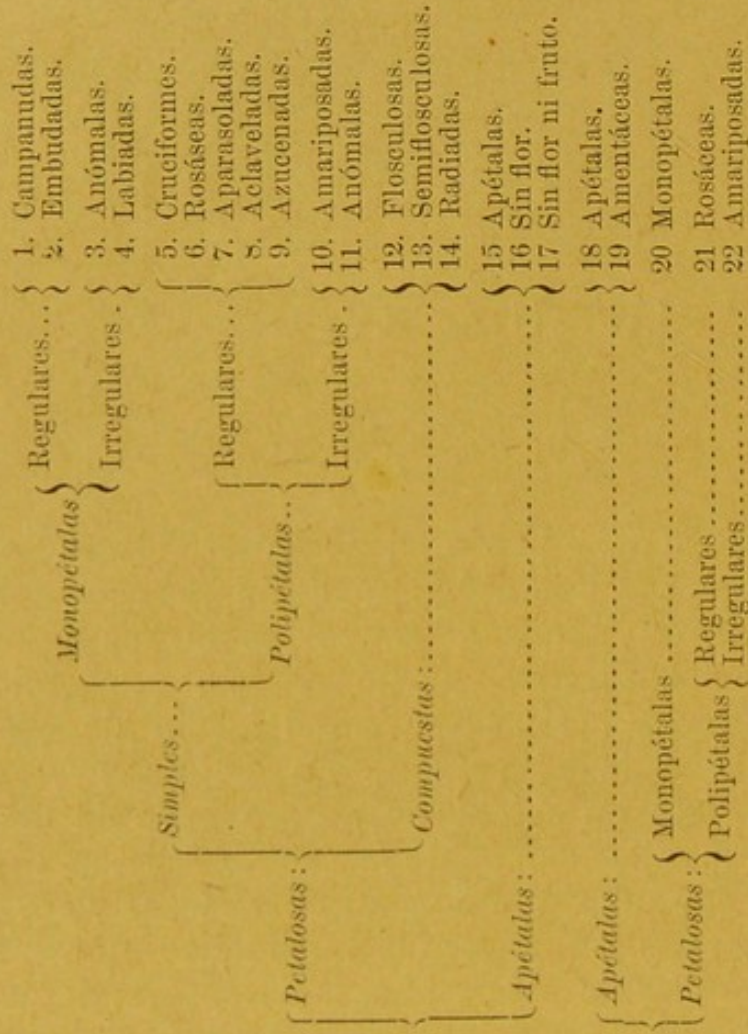 1. Campanudas.
Regulares...
2. Embudadas.
Monopétalas
3. Anómalas.
Irregulares.
4. Labiadas.
Simples...
5. Cruciformes.
6. Rosáseas.
Regulares...
7. Aparasoladas.
8. Aclaveladas.
9. Azucenadas.
Polipétalas..
Petalosas:
10. Amariposadas.
Irregulares.
11. Anómalas.
12. Flosculosas.
Compuestas:
13. Semiflosculosas.
14. Radiadas.
15 Apétalas.
Apétalas:
16 Sin flor.
17 Sin flor ni fruto.
18 Apétalas.
Apétalas:
19 Amentáceas.
Monopétalas
20 Monopétalas.
Petalosas:
Polipétalas
Regulares
21 Rosáceas.
Irregulares
22 Amariposadas.